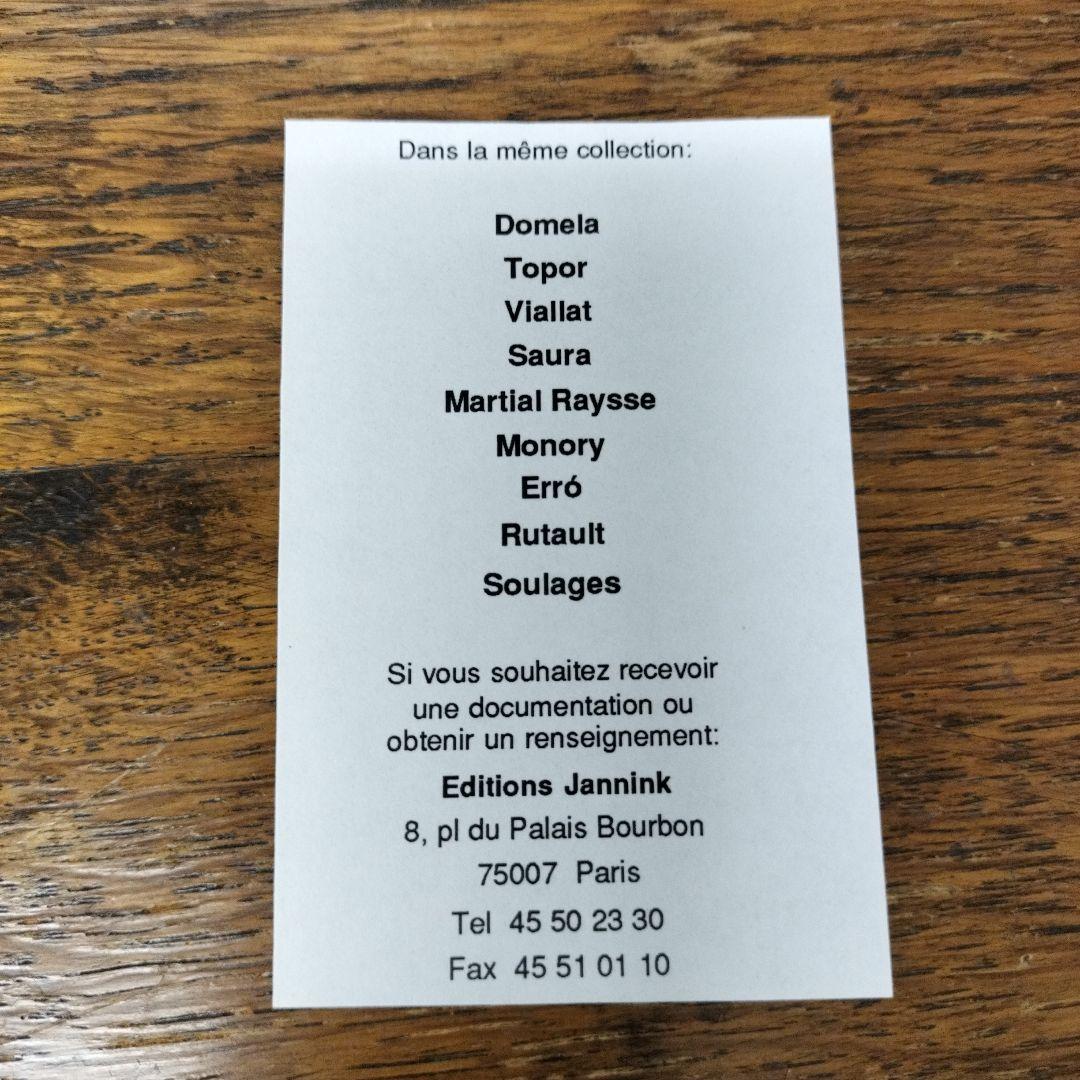 Dans la même collection:
Domela
Topor
Viallat
Saura
Martial Raysse
Monory
Erró
Rutault
Soulages
Si vous souhaitez recevoir
une documentation ou
obtenir un renseignement:
Editions Jannink
8, pl du Palais Bourbon
75007 Paris
Tel 45 50 23 30
Fax 45 51 01 10